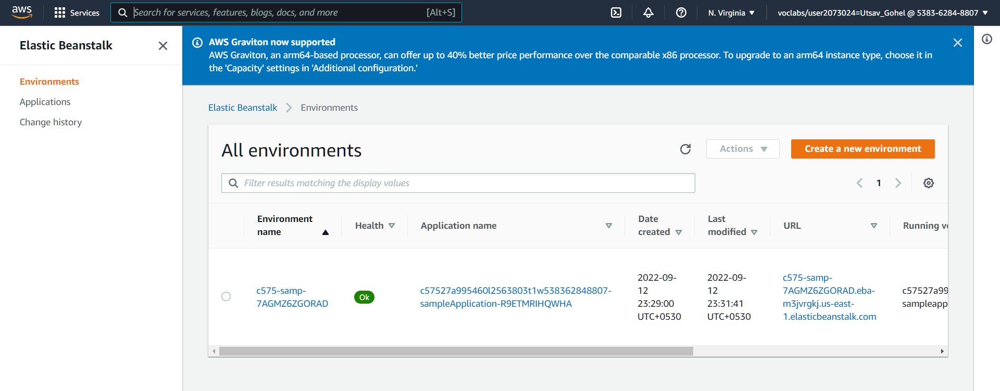 aws
Services
Search for services, features, blogs, docs, and more [Alt+S]
N. Virginia
voclabs/user2073024=Utsav_Gohel @ 5383-6284-8807
Elastic Beanstalk
Environments
Applications
Change history
AWS Graviton now supported
AWS Graviton, an arm64-based processor, can offer up to 40% better price performance over the comparable x86 processor. To upgrade to an arm64 instance type, choose it in
the 'Capacity' settings in 'Additional configuration.'
Elastic Beanstalk
Environments
All environments
Actions
Create a new environment
Filter results matching the display values
1
Environment
name
Health
Application name
Date
created
Last
modified
URL
Running v
c575-samp-
7AGMZ6ZGORAD
Ok
c57527a995460l2563803t1w538362848807-
sampleApplication-R9ETMRIHQWHA
2022-09-
12
23:29:00
UTC+0530
2022-09-
12
23:31:41
UTC+0530
c575-samp-
7AGMZ6ZGORAD.eba-
m3jvrgkj.us-east-
1.elasticbeanstalk.com
c57527a99
sampleapp